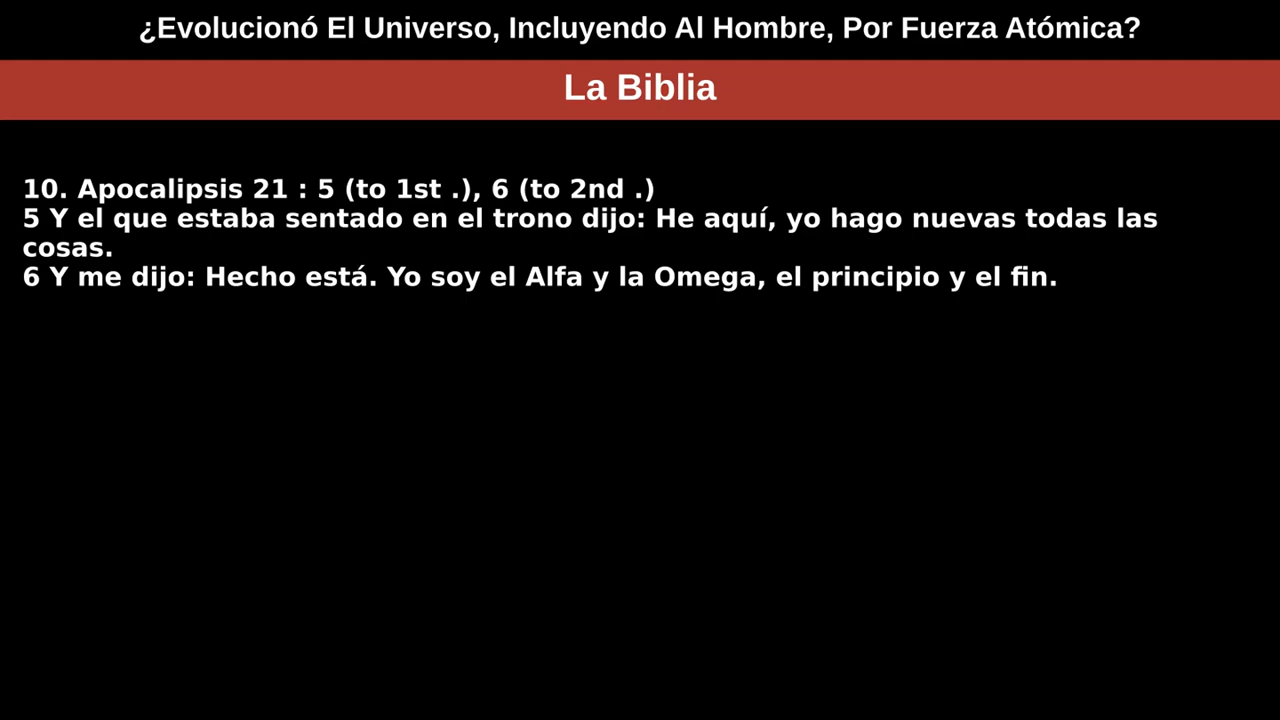 ¿Evolucionó El Universo, Incluyendo Al Hombre, Por Fuerza Atómica?
La Biblia
10. Apocalipsis 21 : 5 (to 1st .), 6 (to 2nd .)
5 Y el que estaba sentado en el trono dijo: He aquí, yo hago nuevas todas las
cosas.
6 Y me dijo: Hecho está. Yo soy el Alfa y la Omega, el principio y el fin.